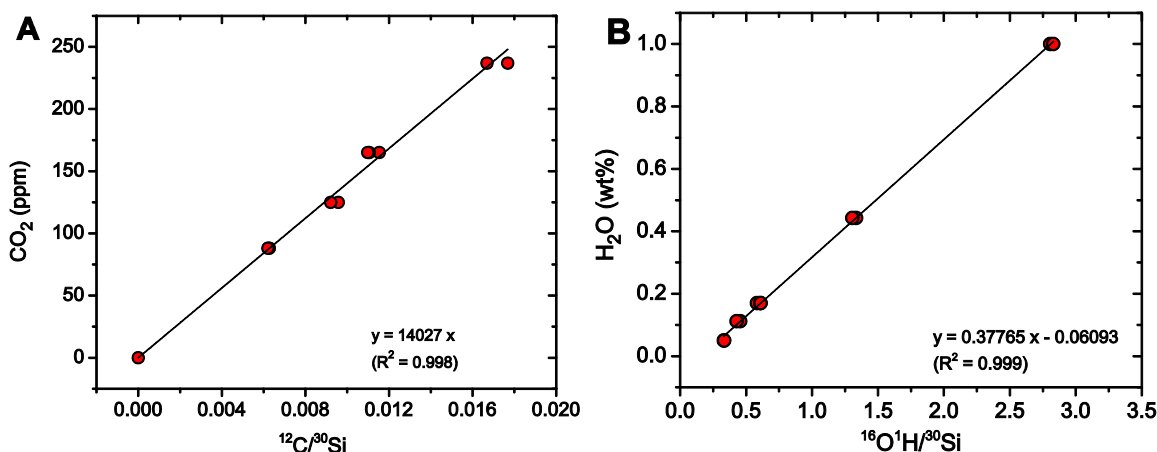 A
250
200
150
100
50
0
CO₂ (ppm)
y = 14027 x
(R² = 0.998)
0.000 0.004 0.008 0.012 0.016 0.020
¹²C/³⁰Si
B
1.0
0.8
0.6
0.4
0.2
0.0
H₂O (wt%)
y = 0.37765 x - 0.06093
(R² = 0.999)
0.0 0.5 1.0 1.5 2.0 2.5 3.0 3.5
¹⁶O¹H/³⁰Si